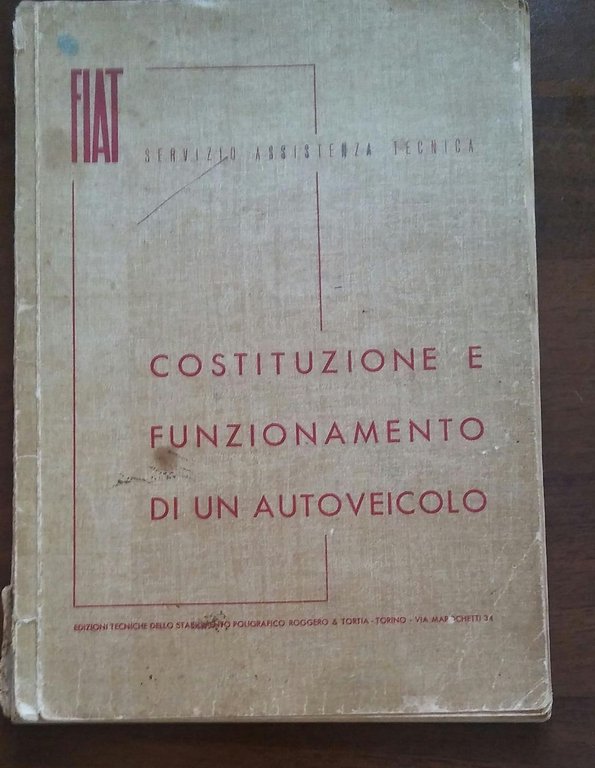 FIAT
SERVIZIO ASSISTENZA TECNICA
COSTITUZIONE E
FUNZIONAMENTO
DI UN AUTOVEICOLO
EDIZIONI TECNICHE DELLO STABILIMENTO POLIGRAFICO ROGGERO & TORTIA - TORINO - VIA MAROCHETTI 34